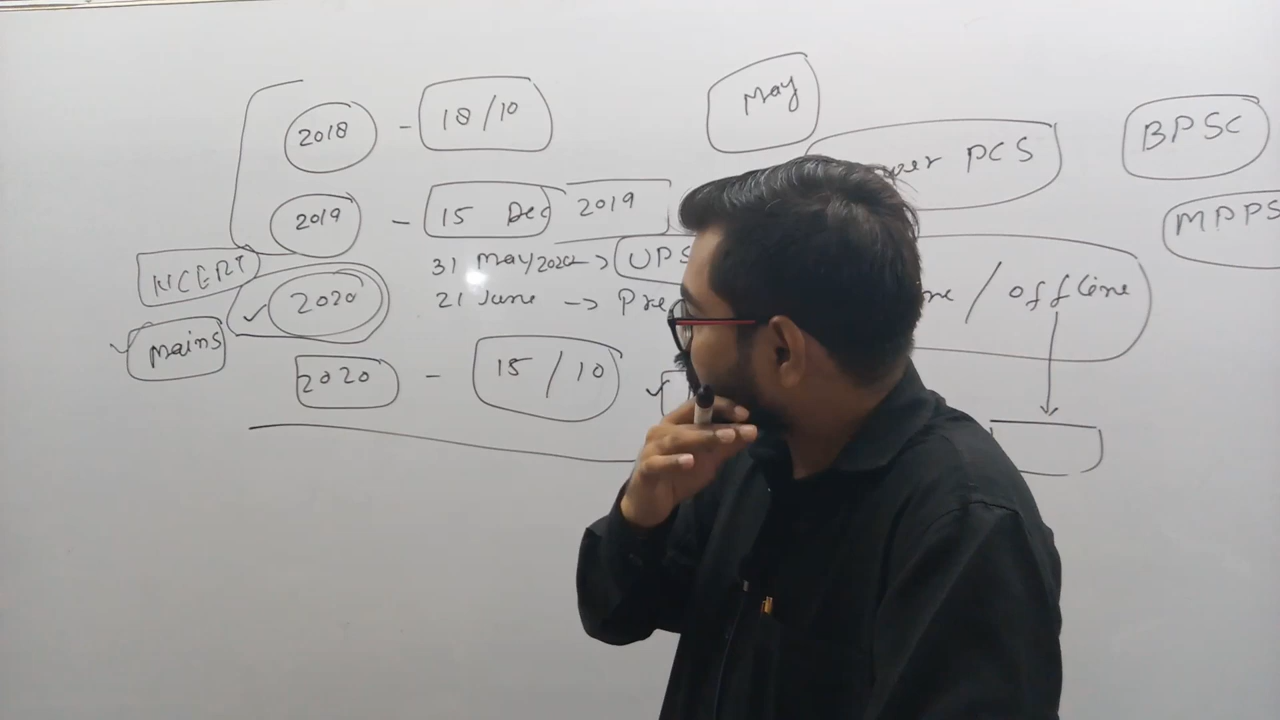 May
2018 - 18/10
BPSC
PCS
2019 - 15 Dec 2019
MPPS
NCERT
31 May 2020 → UPS
2020
21 June → Pre
/ offline
Mains
2020 - 15/10